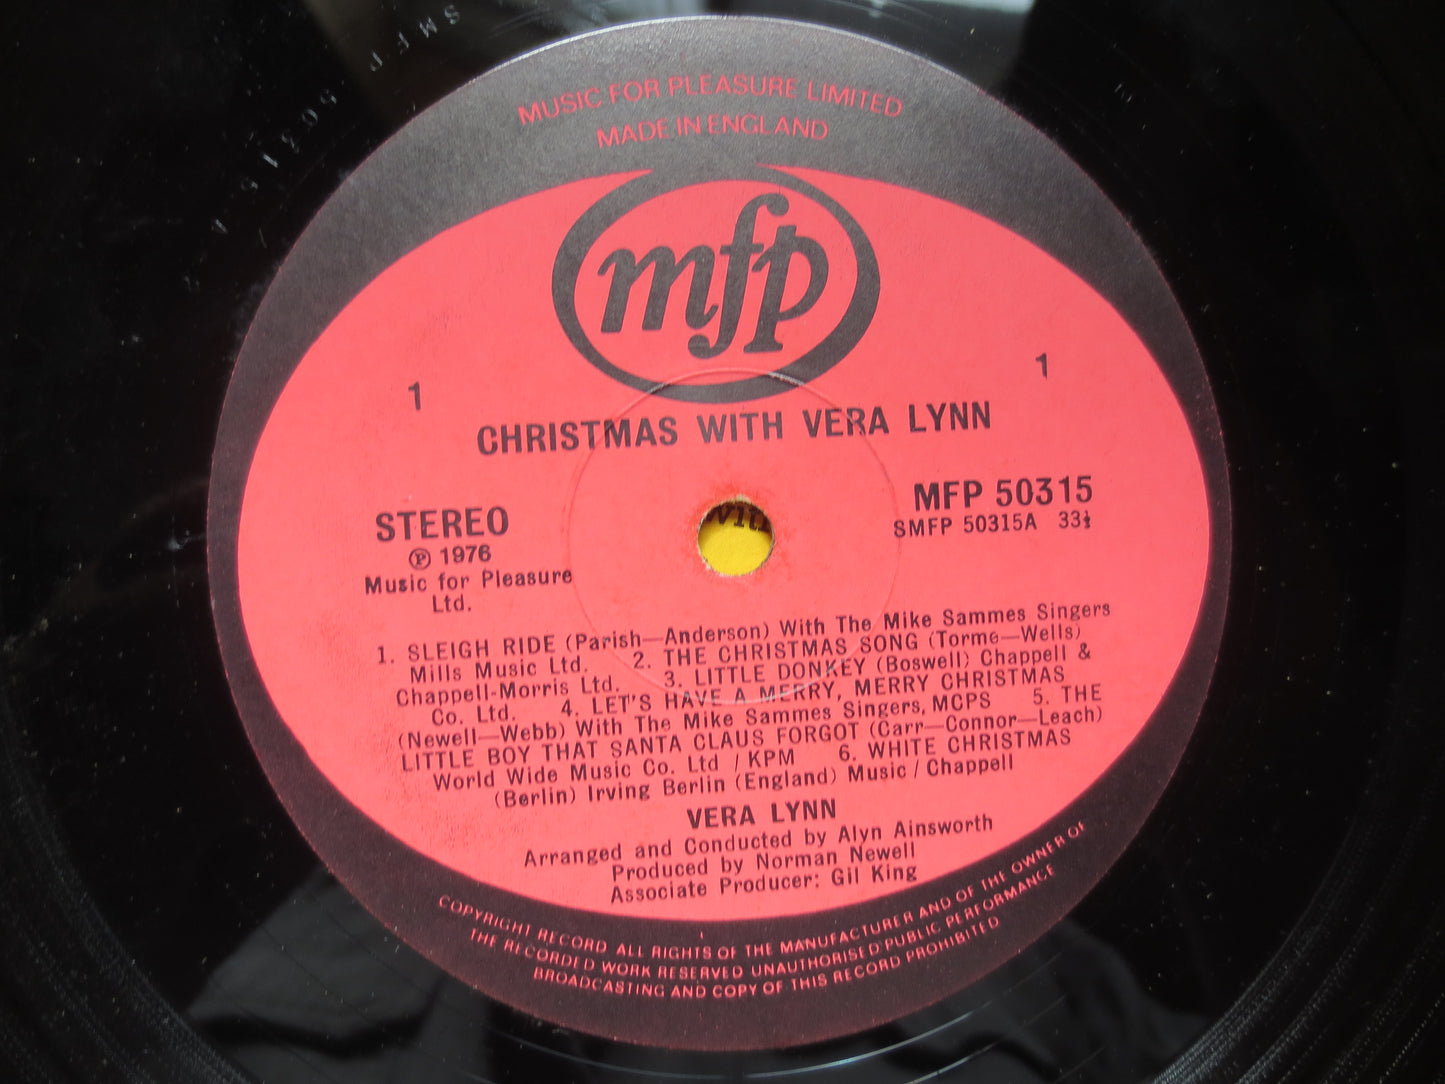 SMFP 50315 A
MUSIC FOR PLEASURE LIMITED
MADE IN ENGLAND
mfp
1
1
CHRISTMAS WITH VERA LYNN
STEREO
℗ 1976
Music for Pleasure
Ltd.
MFP 50315
SMFP 50315A 33⅓
1. SLEIGH RIDE (Parish—Anderson) With The Mike Sammes Singers
Mills Music Ltd. 2. THE CHRISTMAS SONG (Torme—Wells)
Chappell-Morris Ltd. 3. LITTLE DONKEY (Boswell) Chappell &
Co. Ltd. 4. LET'S HAVE A MERRY, MERRY CHRISTMAS
(Newell—Webb) With The Mike Sammes Singers, MCPS 5. THE
LITTLE BOY THAT SANTA CLAUS FORGOT (Carr—Connor—Leach)
World Wide Music Co. Ltd / KPM 6. WHITE CHRISTMAS
(Berlin) Irving Berlin (England) Music / Chappell
VERA LYNN
Arranged and Conducted by Alyn Ainsworth
Produced by Norman Newell
Associate Producer: Gil King
COPYRIGHT RECORD ALL RIGHTS OF THE MANUFACTURER AND OF THE OWNER OF
THE RECORDED WORK RESERVED UNAUTHORISED PUBLIC PERFORMANCE
BROADCASTING AND COPY OF THIS RECORD PROHIBITED